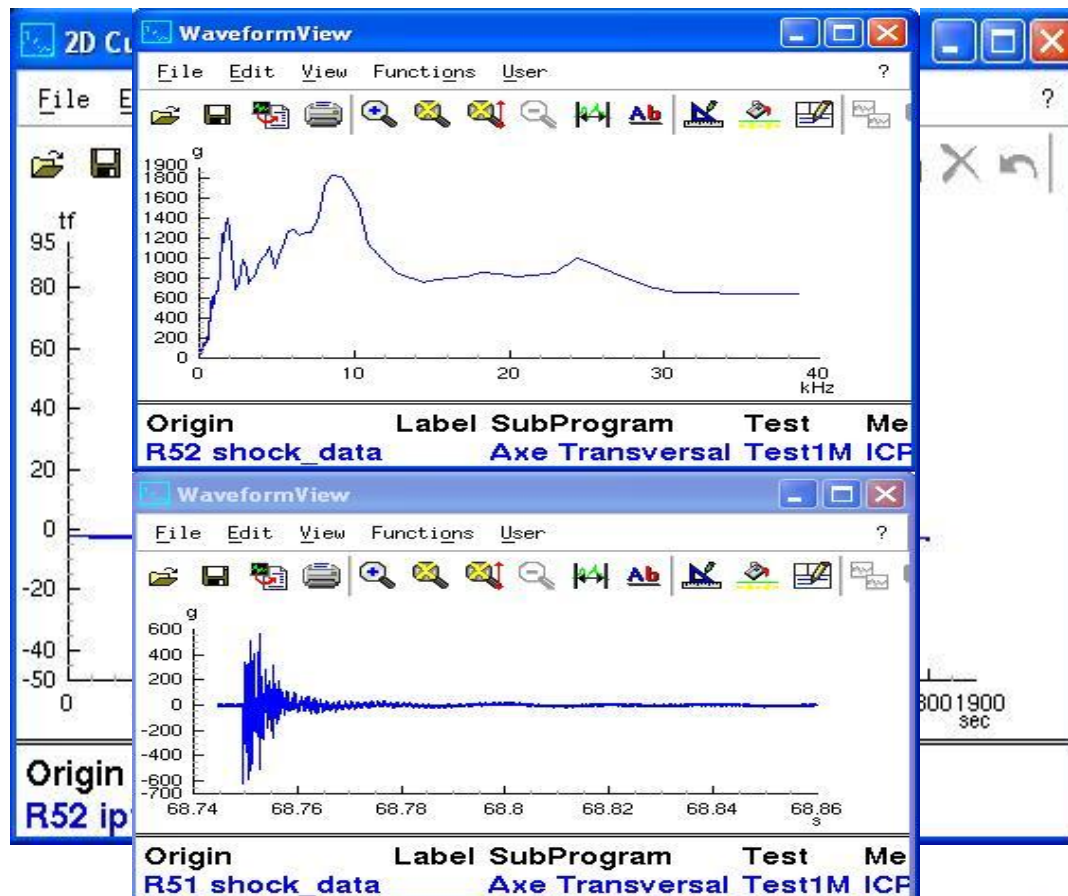 2D Cu
File E
?
tf
95
80
60
40
20
0
-20
-40
-50
0
300 1900
sec
Origin
R52 ip
WaveformView
File Edit View Functions User ?
Ab
g
1900
1800
1600
1400
1200
1000
800
600
400
200
0
0 10 20 30 40
kHz
Origin Label SubProgram Test Me
R52 shock_data Axe Transversal Test1M ICP
WaveformView
File Edit View Functions User ?
Ab
g
600
400
200
0
-200
-400
-600
-700
68.74 68.76 68.78 68.8 68.82 68.84 68.86
s
Origin Label SubProgram Test Me
R51 shock_data Axe Transversal Test1M ICP